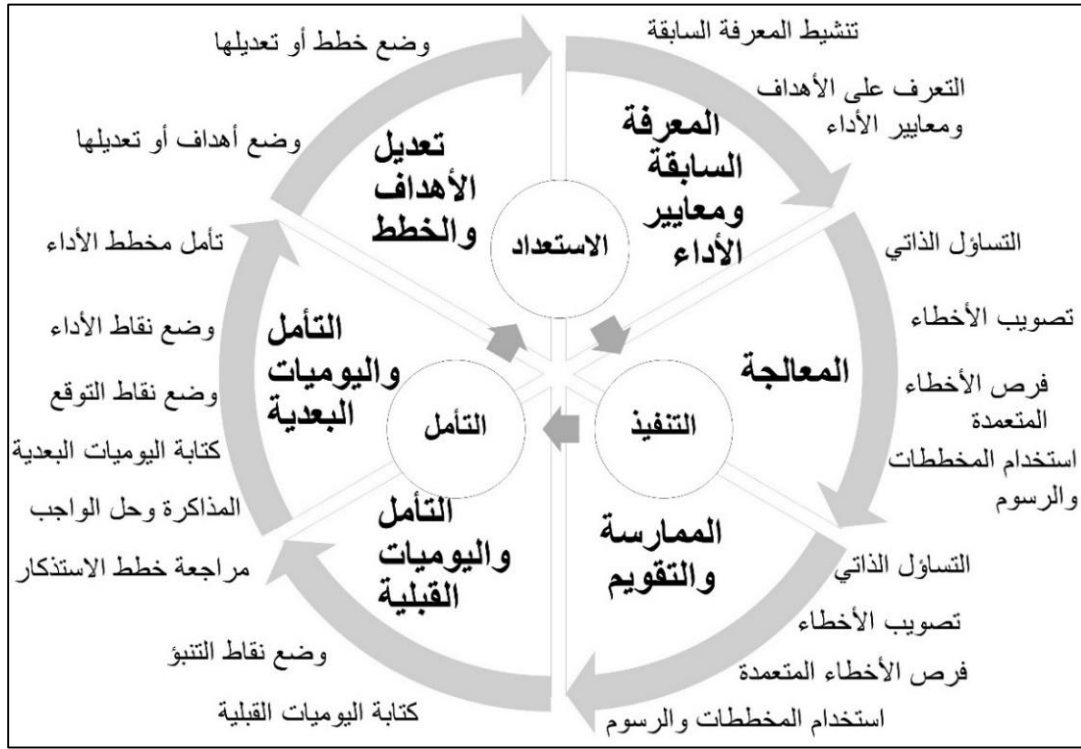 تنشيط المعرفة السابقة
التعرف على الأهداف
ومعايير الأداء
المعرفة
السابقة
ومعايير
الأداء
الاستعداد
التساؤل الذاتي
تصويب الأخطاء
فرص الأخطاء
المتعمدة
استخدام المخططات
والرسوم
المعالجة
التنفيذ
الممارسة
والتقويم
التساؤل الذاتي
تصويب الأخطاء
فرص الأخطاء المتعمدة
استخدام المخططات والرسوم
التأمل
واليوميات
القبلية
وضع نقاط التنبؤ
كتابة اليوميات القبلية
التأمل
التأمل
واليوميات
البعدية
تأمل مخطط الأداء
وضع نقاط الأداء
وضع نقاط التوقع
كتابة اليوميات البعدية
المذاكرة وحل الواجب
مراجعة خطط الاستذكار
تعديل
الأهداف
والخطط
وضع خطط أو تعديلها
وضع أهداف أو تعديلها